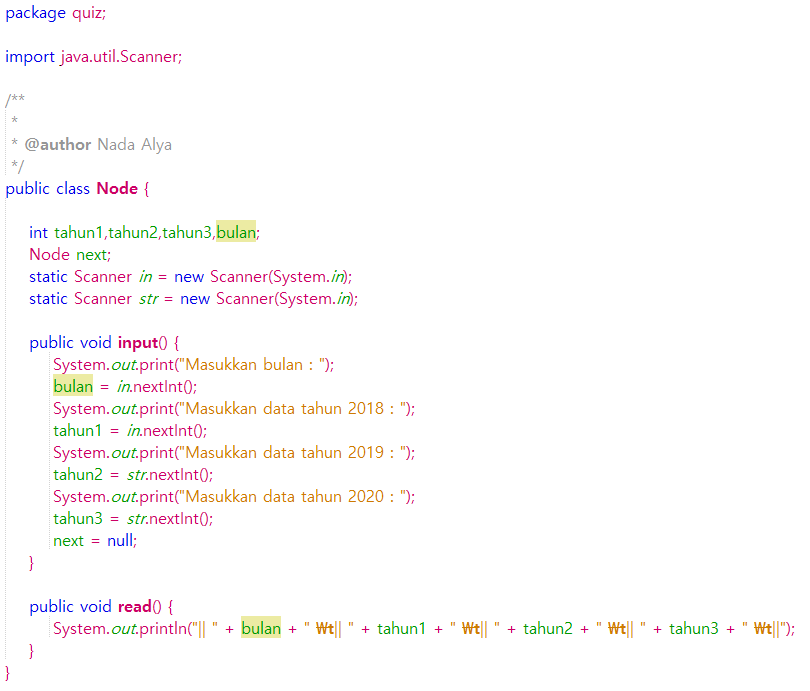 package quiz;

import java.util.Scanner;

/**
 *
 * @author Nada Alya
 */
public class Node {

    int tahun1,tahun2,tahun3,bulan;
    Node next;
    static Scanner in = new Scanner(System.in);
    static Scanner str = new Scanner(System.in);

    public void input() {
        System.out.print("Masukkan bulan : ");
        bulan = in.nextInt();
        System.out.print("Masukkan data tahun 2018 : ");
        tahun1 = in.nextInt();
        System.out.print("Masukkan data tahun 2019 : ");
        tahun2 = str.nextInt();
        System.out.print("Masukkan data tahun 2020 : ");
        tahun3 = str.nextInt();
        next = null;
    }

    public void read() {
        System.out.println("|| " + bulan + " ₩t|| " + tahun1 + " ₩t|| " + tahun2 + " ₩t|| " + tahun3 + " ₩t||");
    }
}